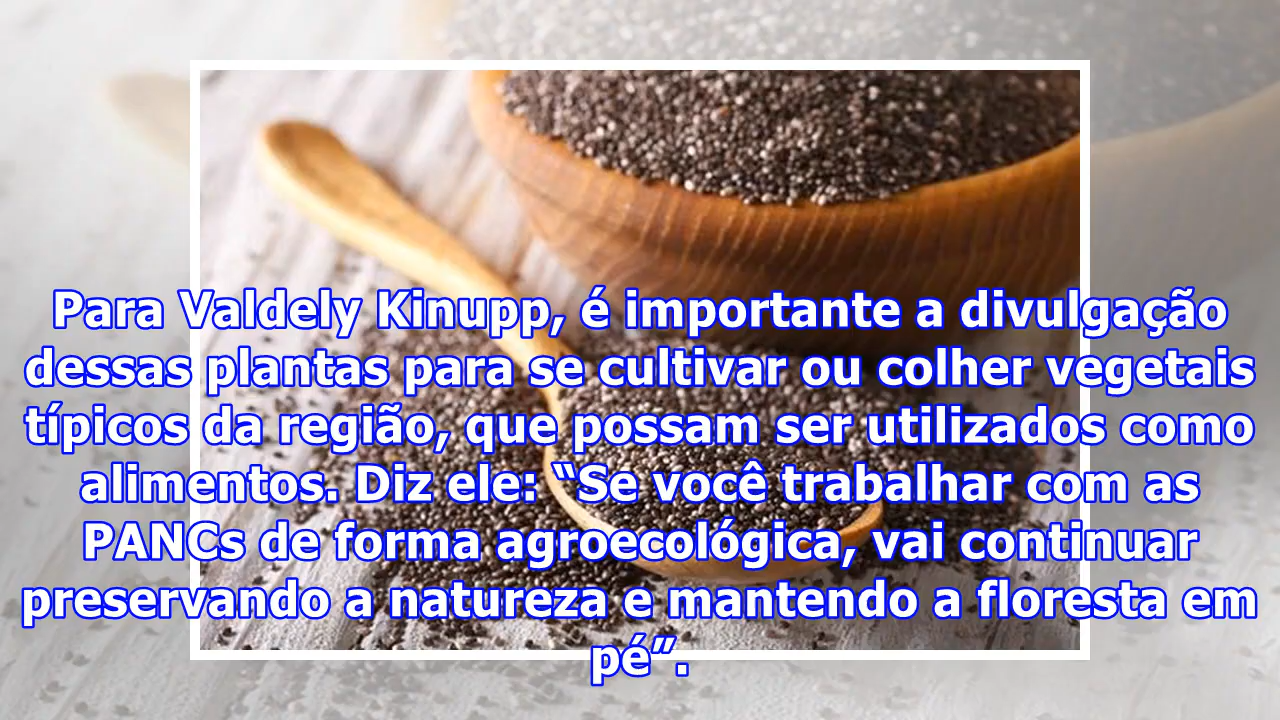 Para Valdely Kinupp, é importante a divulgação
dessas plantas para se cultivar ou colher vegetais
típicos da região, que possam ser utilizados como
alimentos. Diz ele: “Se você trabalhar com as
PANCs de forma agroecológica, vai continuar
preservando a natureza e mantendo a floresta em
pé”.